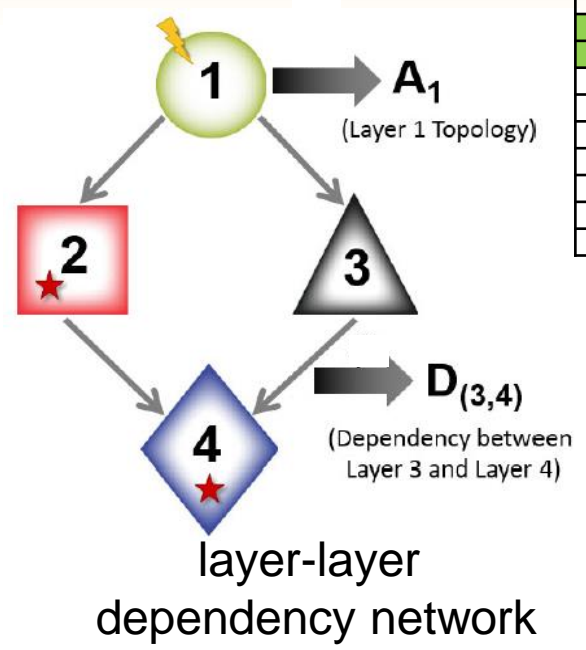 1
A₁
(Layer 1 Topology)
2
3
4
D₍₃,₄₎
(Dependency between
Layer 3 and Layer 4)
layer-layer
dependency network